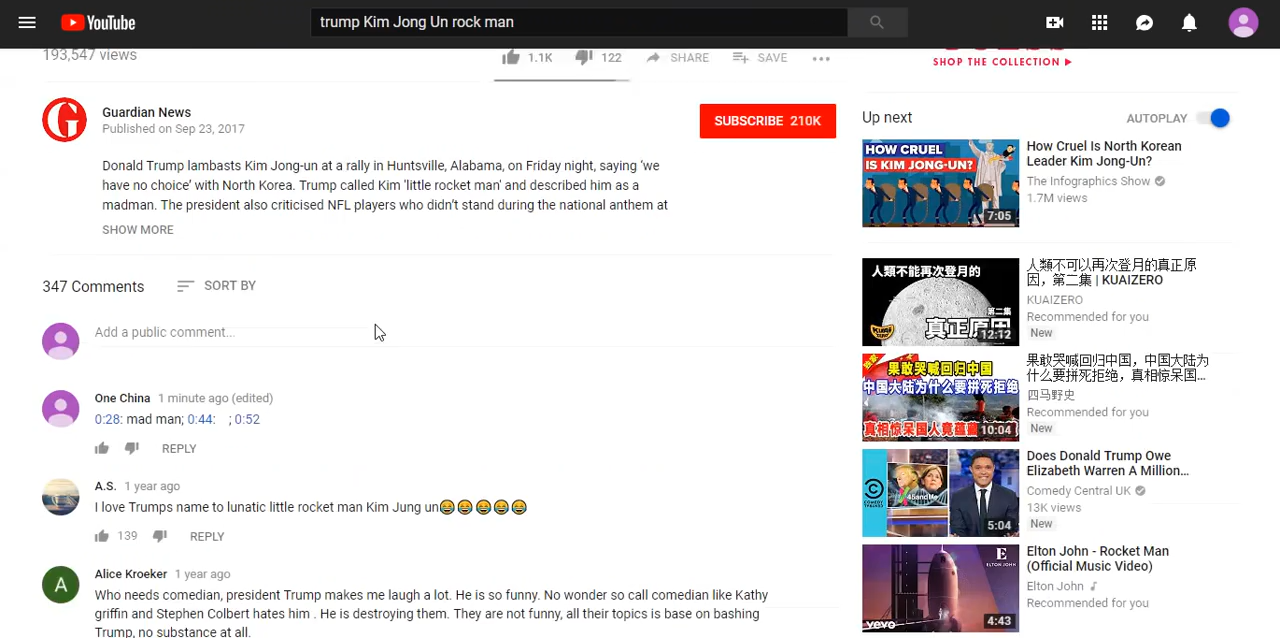 YouTube
trump Kim Jong Un rock man
193,547 views
1.1K
122
SHARE
SAVE
SHOP THE COLLECTION
Guardian News
Published on Sep 23, 2017
SUBSCRIBE 210K
Donald Trump lambasts Kim Jong-un at a rally in Huntsville, Alabama, on Friday night, saying ‘we
have no choice’ with North Korea. Trump called Kim 'little rocket man' and described him as a
madman. The president also criticised NFL players who didn’t stand during the national anthem at
SHOW MORE
347 Comments
SORT BY
Add a public comment...
One China 1 minute ago (edited)
0:28: mad man; 0:44: ; 0:52
REPLY
A.S. 1 year ago
I love Trumps name to lunatic little rocket man Kim Jung un😂😂😂😂😂
139
REPLY
A
Alice Kroeker 1 year ago
Who needs comedian, president Trump makes me laugh a lot. He is so funny. No wonder so call comedian like Kathy
griffin and Stephen Colbert hates him . He is destroying them. They are not funny, all their topics is base on bashing
Trump, no substance at all.
Up next
AUTOPLAY
HOW CRUEL
IS KIM JONG-UN?
7:05
How Cruel Is North Korean
Leader Kim Jong-Un?
The Infographics Show
1.7M views
人類不能再次登月的
第二集
真正原因
12:12
人類不可以再次登月的真正原
因，第二集 | KUAIZERO
KUAIZERO
Recommended for you
New
果敢哭喊回归中国
中国大陆为什么要拼死拒绝
10:04
果敢哭喊回归中国，中国大陆为
什么要拼死拒绝，真相惊呆国...
四马野史
Recommended for you
New
45andMe
5:04
Does Donald Trump Owe
Elizabeth Warren A Million...
Comedy Central UK
13K views
New
E
ELTON JOHN
vevo
4:43
Elton John - Rocket Man
(Official Music Video)
Elton John
Recommended for you